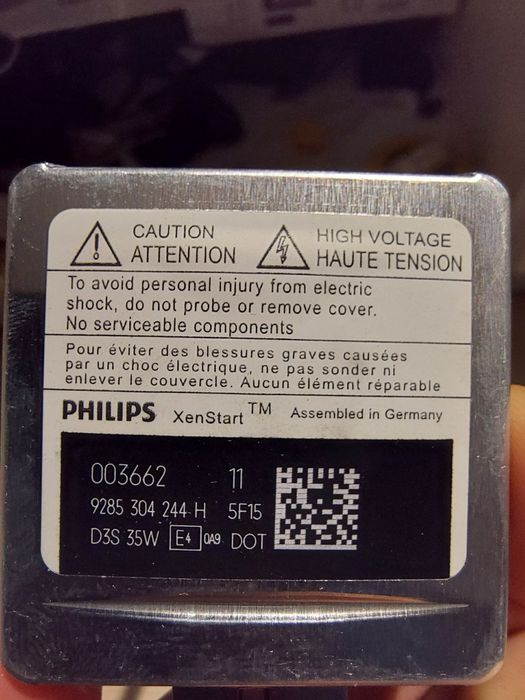 CAUTION
ATTENTION
HIGH VOLTAGE
HAUTE TENSION
To avoid personal injury from electric
shock, do not probe or remove cover.
No serviceable components
Pour éviter des blessures graves causées
par un choc électrique, ne pas sonder ni
enlever le couvercle. Aucun élément réparable
PHILIPS XenStart™ Assembled in Germany
003662 11
9285 304 244 H 5F15
D3S 35W E4 0A9 DOT